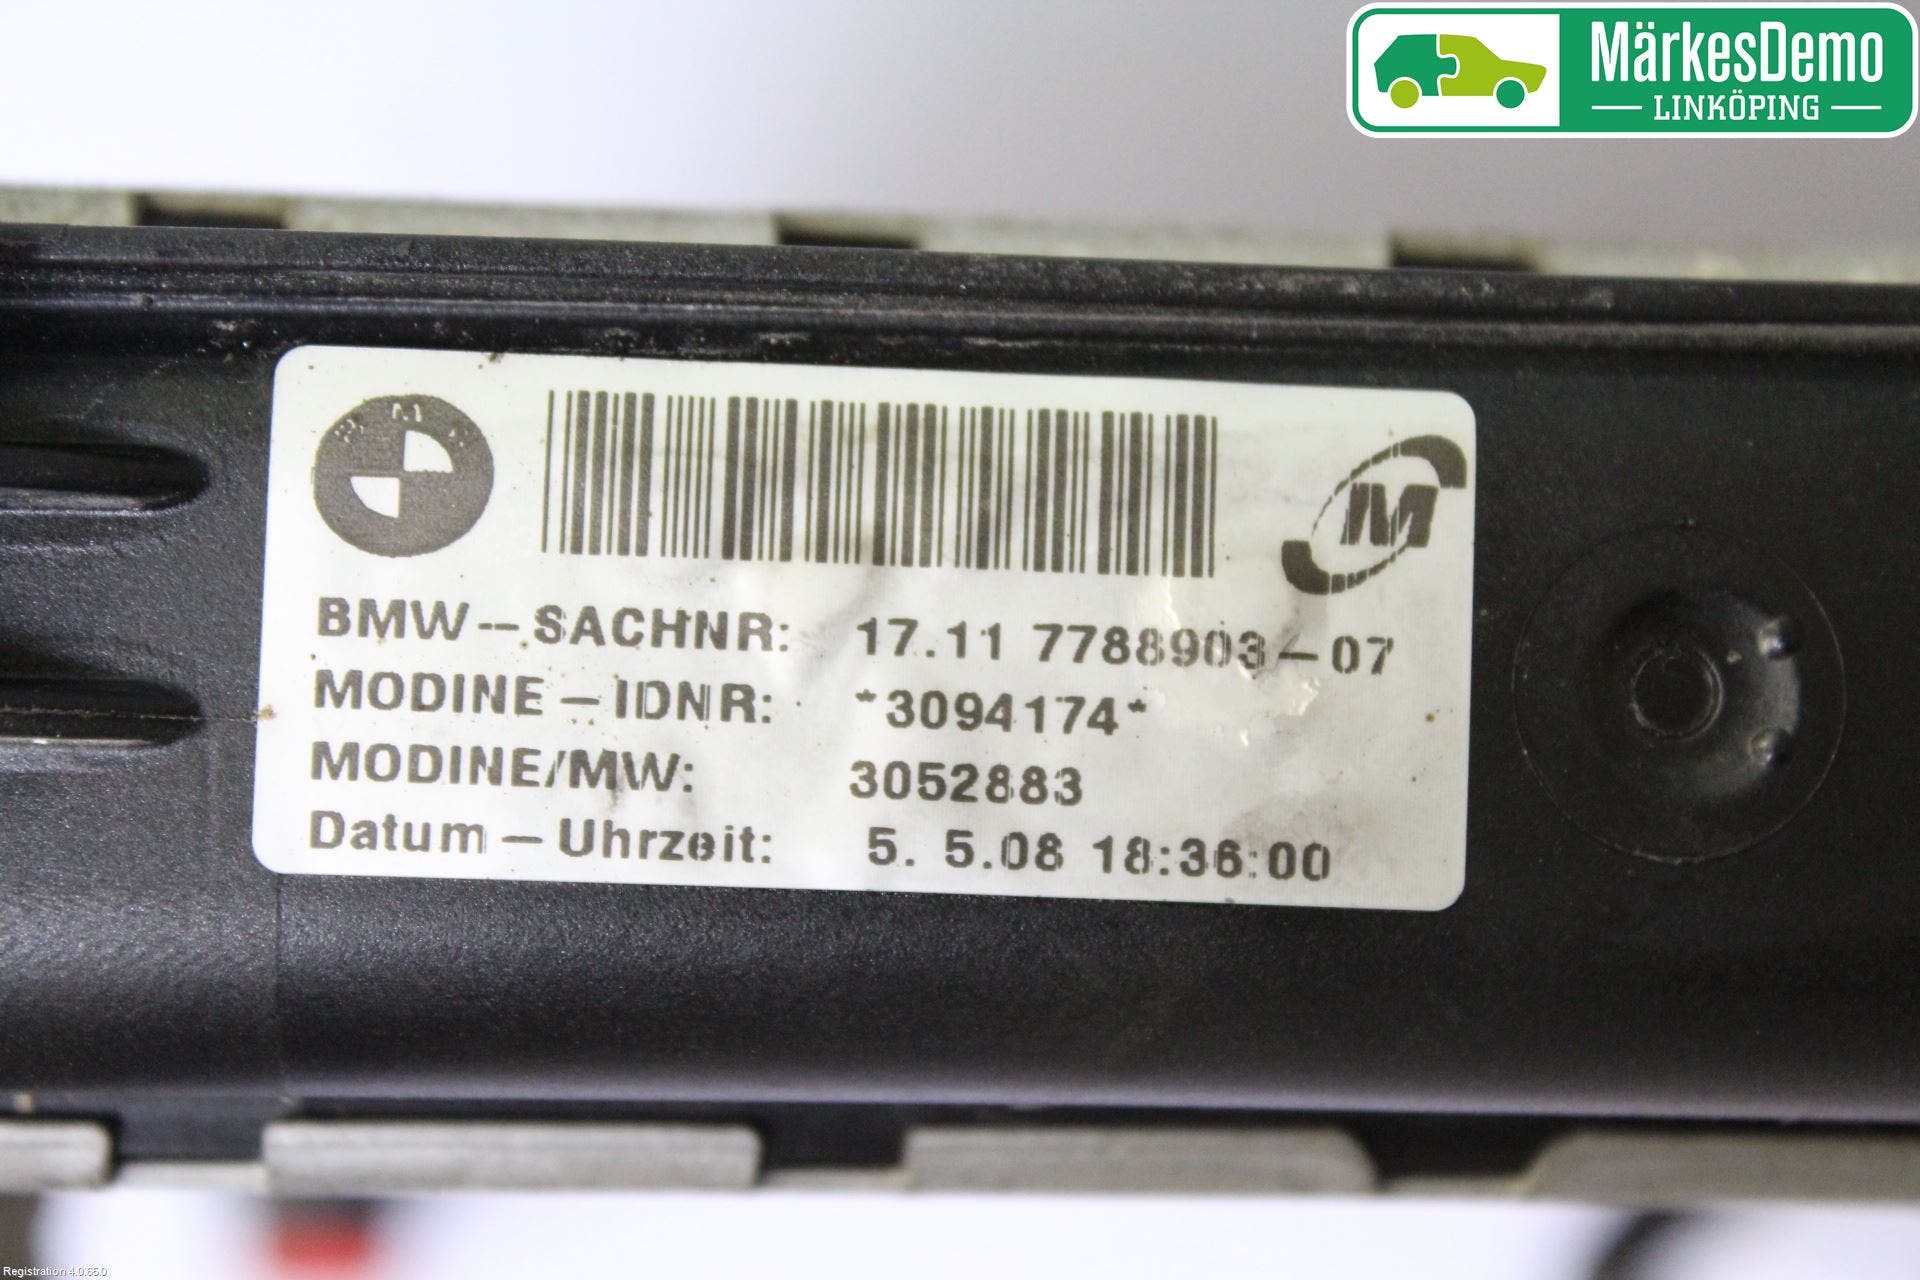 MärkesDemo
LINKÖPING
BMW
M
BMW--SACHNR: 17.11 7788903-07
MODINE-IDNR: *3094174*
MODINE/MW: 3052883
Datum-Uhrzeit: 5. 5.08 18:36:00
Registration 4.0.65.0